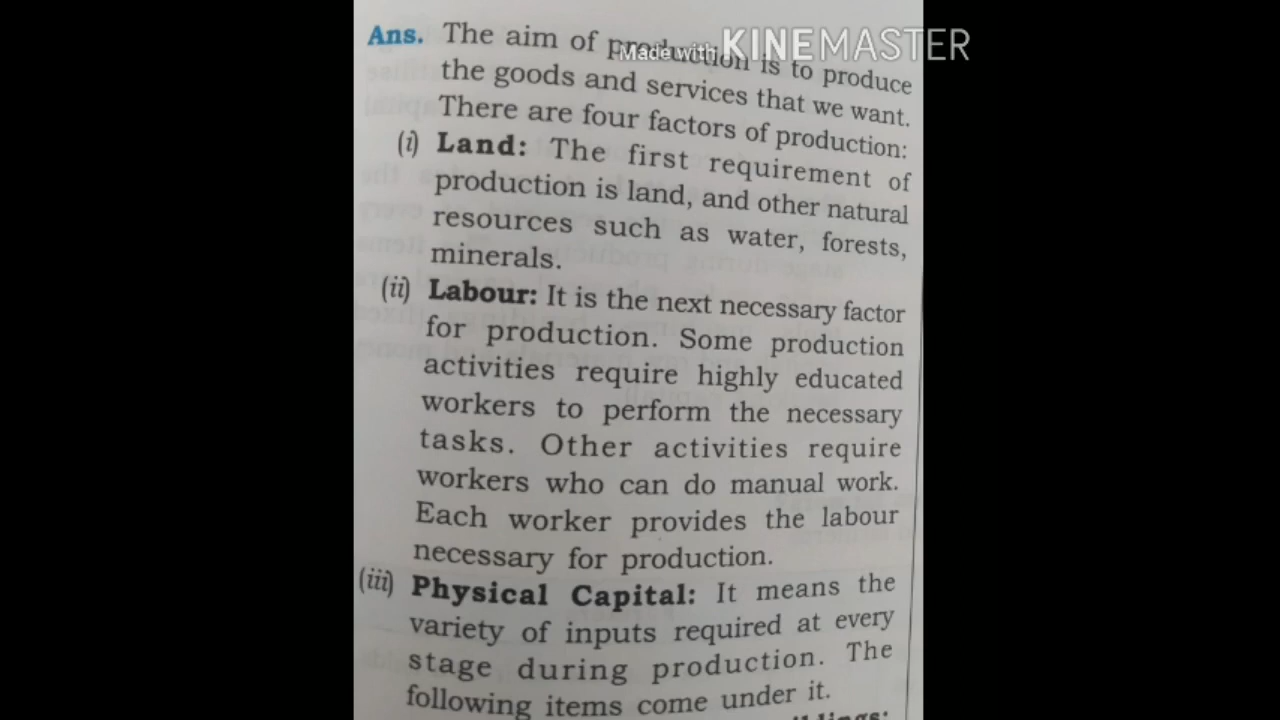 Made with KINEMASTER
Ans. The aim of production is to produce
the goods and services that we want.
There are four factors of production:
(i) Land: The first requirement of
production is land, and other natural
resources such as water, forests,
minerals.
(ii) Labour: It is the next necessary factor
for production. Some production
activities require highly educated
workers to perform the necessary
tasks. Other activities require
workers who can do manual work.
Each worker provides the labour
necessary for production.
(iii) Physical Capital: It means the
variety of inputs required at every
stage during production. The
following items come under it.